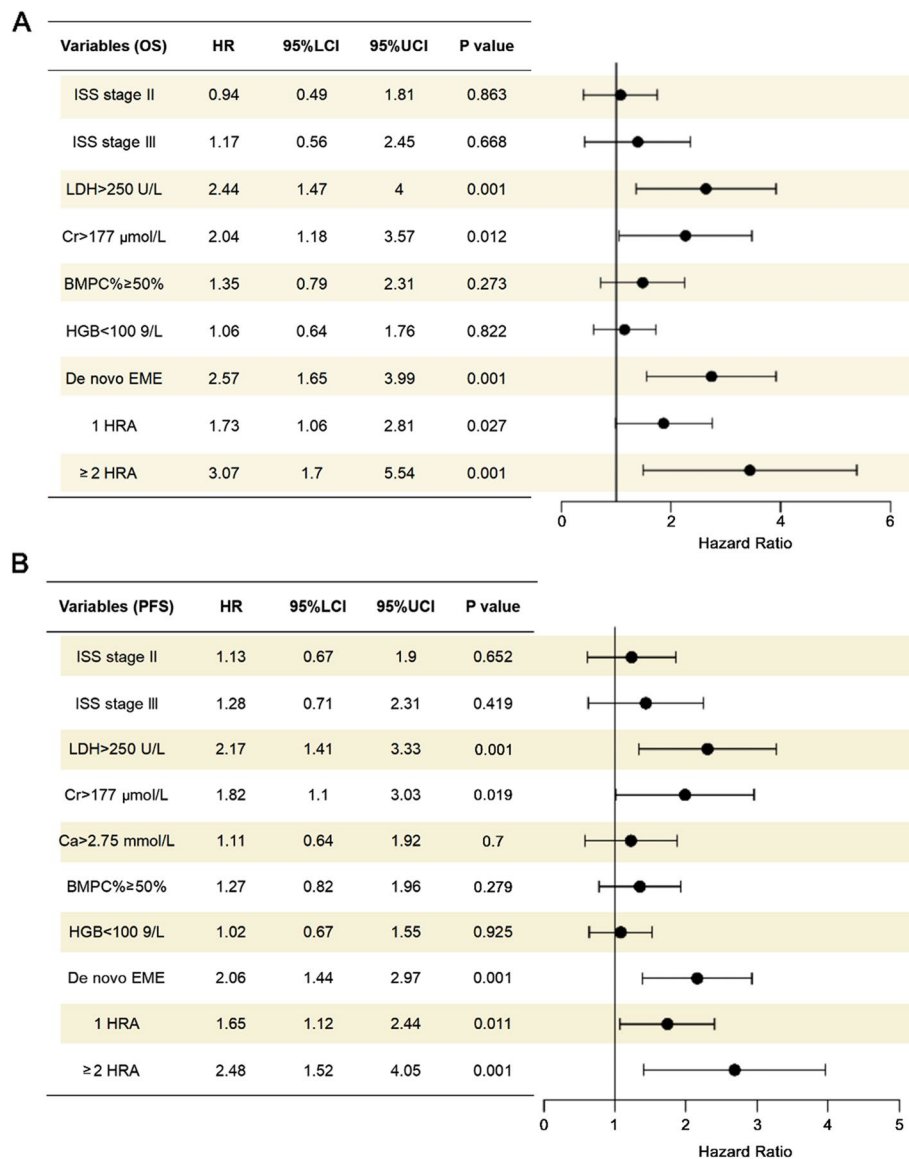 A
Variables (OS) HR 95%LCI 95%UCI P value
ISS stage II 0.94 0.49 1.81 0.863
ISS stage III 1.17 0.56 2.45 0.668
LDH>250 U/L 2.44 1.47 4 0.001
Cr>177 μmol/L 2.04 1.18 3.57 0.012
BMPC%≥50% 1.35 0.79 2.31 0.273
HGB<100 9/L 1.06 0.64 1.76 0.822
De novo EME 2.57 1.65 3.99 0.001
1 HRA 1.73 1.06 2.81 0.027
≥2 HRA 3.07 1.7 5.54 0.001
0 2 4 6
Hazard Ratio
B
Variables (PFS) HR 95%LCI 95%UCI P value
ISS stage II 1.13 0.67 1.9 0.652
ISS stage III 1.28 0.71 2.31 0.419
LDH>250 U/L 2.17 1.41 3.33 0.001
Cr>177 μmol/L 1.82 1.1 3.03 0.019
Ca>2.75 mmol/L 1.11 0.64 1.92 0.7
BMPC%≥50% 1.27 0.82 1.96 0.279
HGB<100 9/L 1.02 0.67 1.55 0.925
De novo EME 2.06 1.44 2.97 0.001
1 HRA 1.65 1.12 2.44 0.011
≥2 HRA 2.48 1.52 4.05 0.001
0 1 2 3 4 5
Hazard Ratio